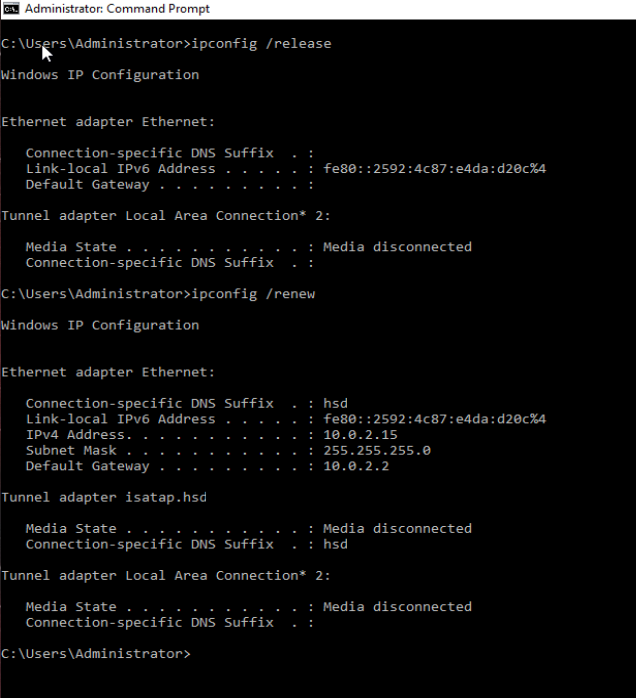 Administrator: Command Prompt
C:\Users\Administrator>ipconfig /release
Windows IP Configuration
Ethernet adapter Ethernet:
Connection-specific DNS Suffix  . :
Link-local IPv6 Address . . . . . : fe80::2592:4c87:e4da:d20c%4
Default Gateway . . . . . . . . . :
Tunnel adapter Local Area Connection* 2:
Media State . . . . . . . . . . . : Media disconnected
Connection-specific DNS Suffix  . :
C:\Users\Administrator>ipconfig /renew
Windows IP Configuration
Ethernet adapter Ethernet:
Connection-specific DNS Suffix  . : hsd
Link-local IPv6 Address . . . . . : fe80::2592:4c87:e4da:d20c%4
IPv4 Address. . . . . . . . . . . : 10.0.2.15
Subnet Mask . . . . . . . . . . . : 255.255.255.0
Default Gateway . . . . . . . . . : 10.0.2.2
Tunnel adapter isatap.hsd
Media State . . . . . . . . . . . : Media disconnected
Connection-specific DNS Suffix  . : hsd
Tunnel adapter Local Area Connection* 2:
Media State . . . . . . . . . . . : Media disconnected
Connection-specific DNS Suffix  . :
C:\Users\Administrator>